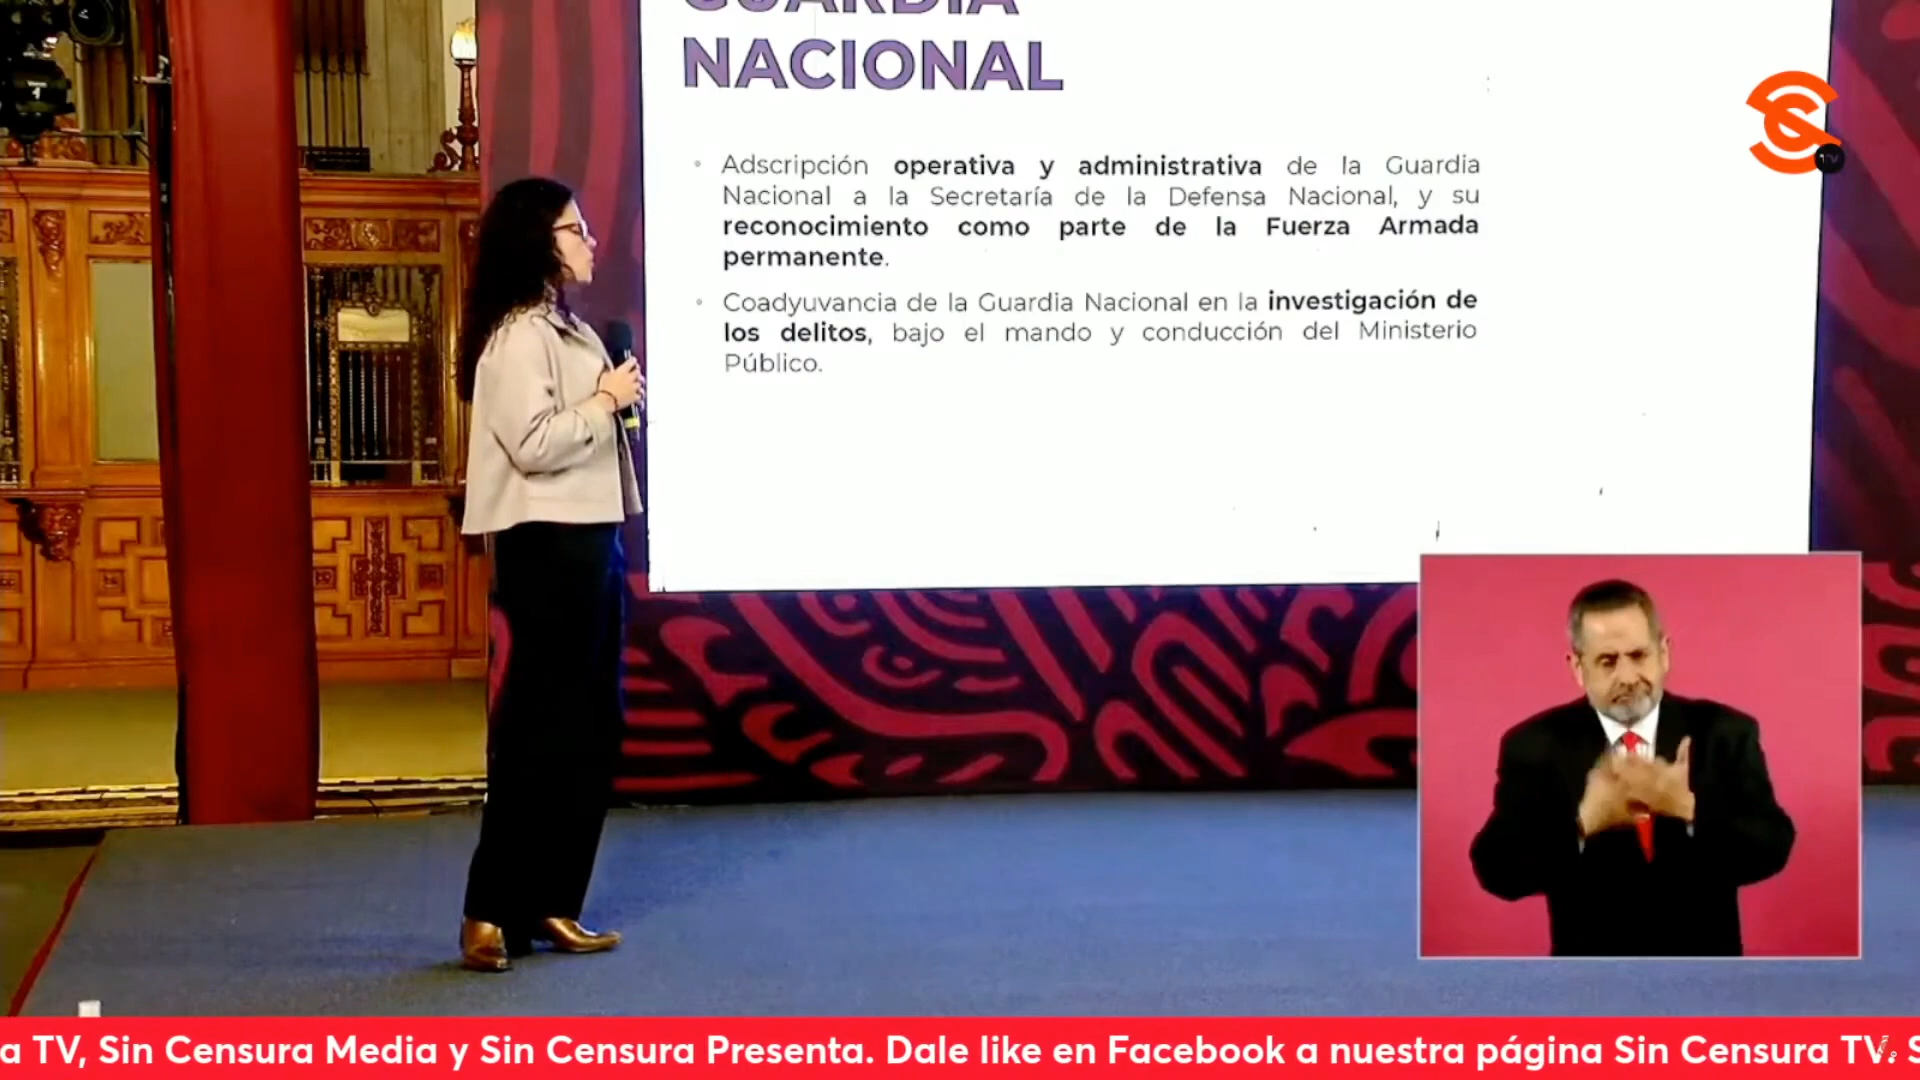 GUARDIA
NACIONAL
Adscripción operativa y administrativa de la Guardia
Nacional a la Secretaría de la Defensa Nacional, y su
reconocimiento como parte de la Fuerza Armada
permanente.
Coadyuvancia de la Guardia Nacional en la investigación de
los delitos, bajo el mando y conducción del Ministerio
Público.
TV
1
a TV, Sin Censura Media y Sin Censura Presenta. Dale like en Facebook a nuestra página Sin Censura TV. S